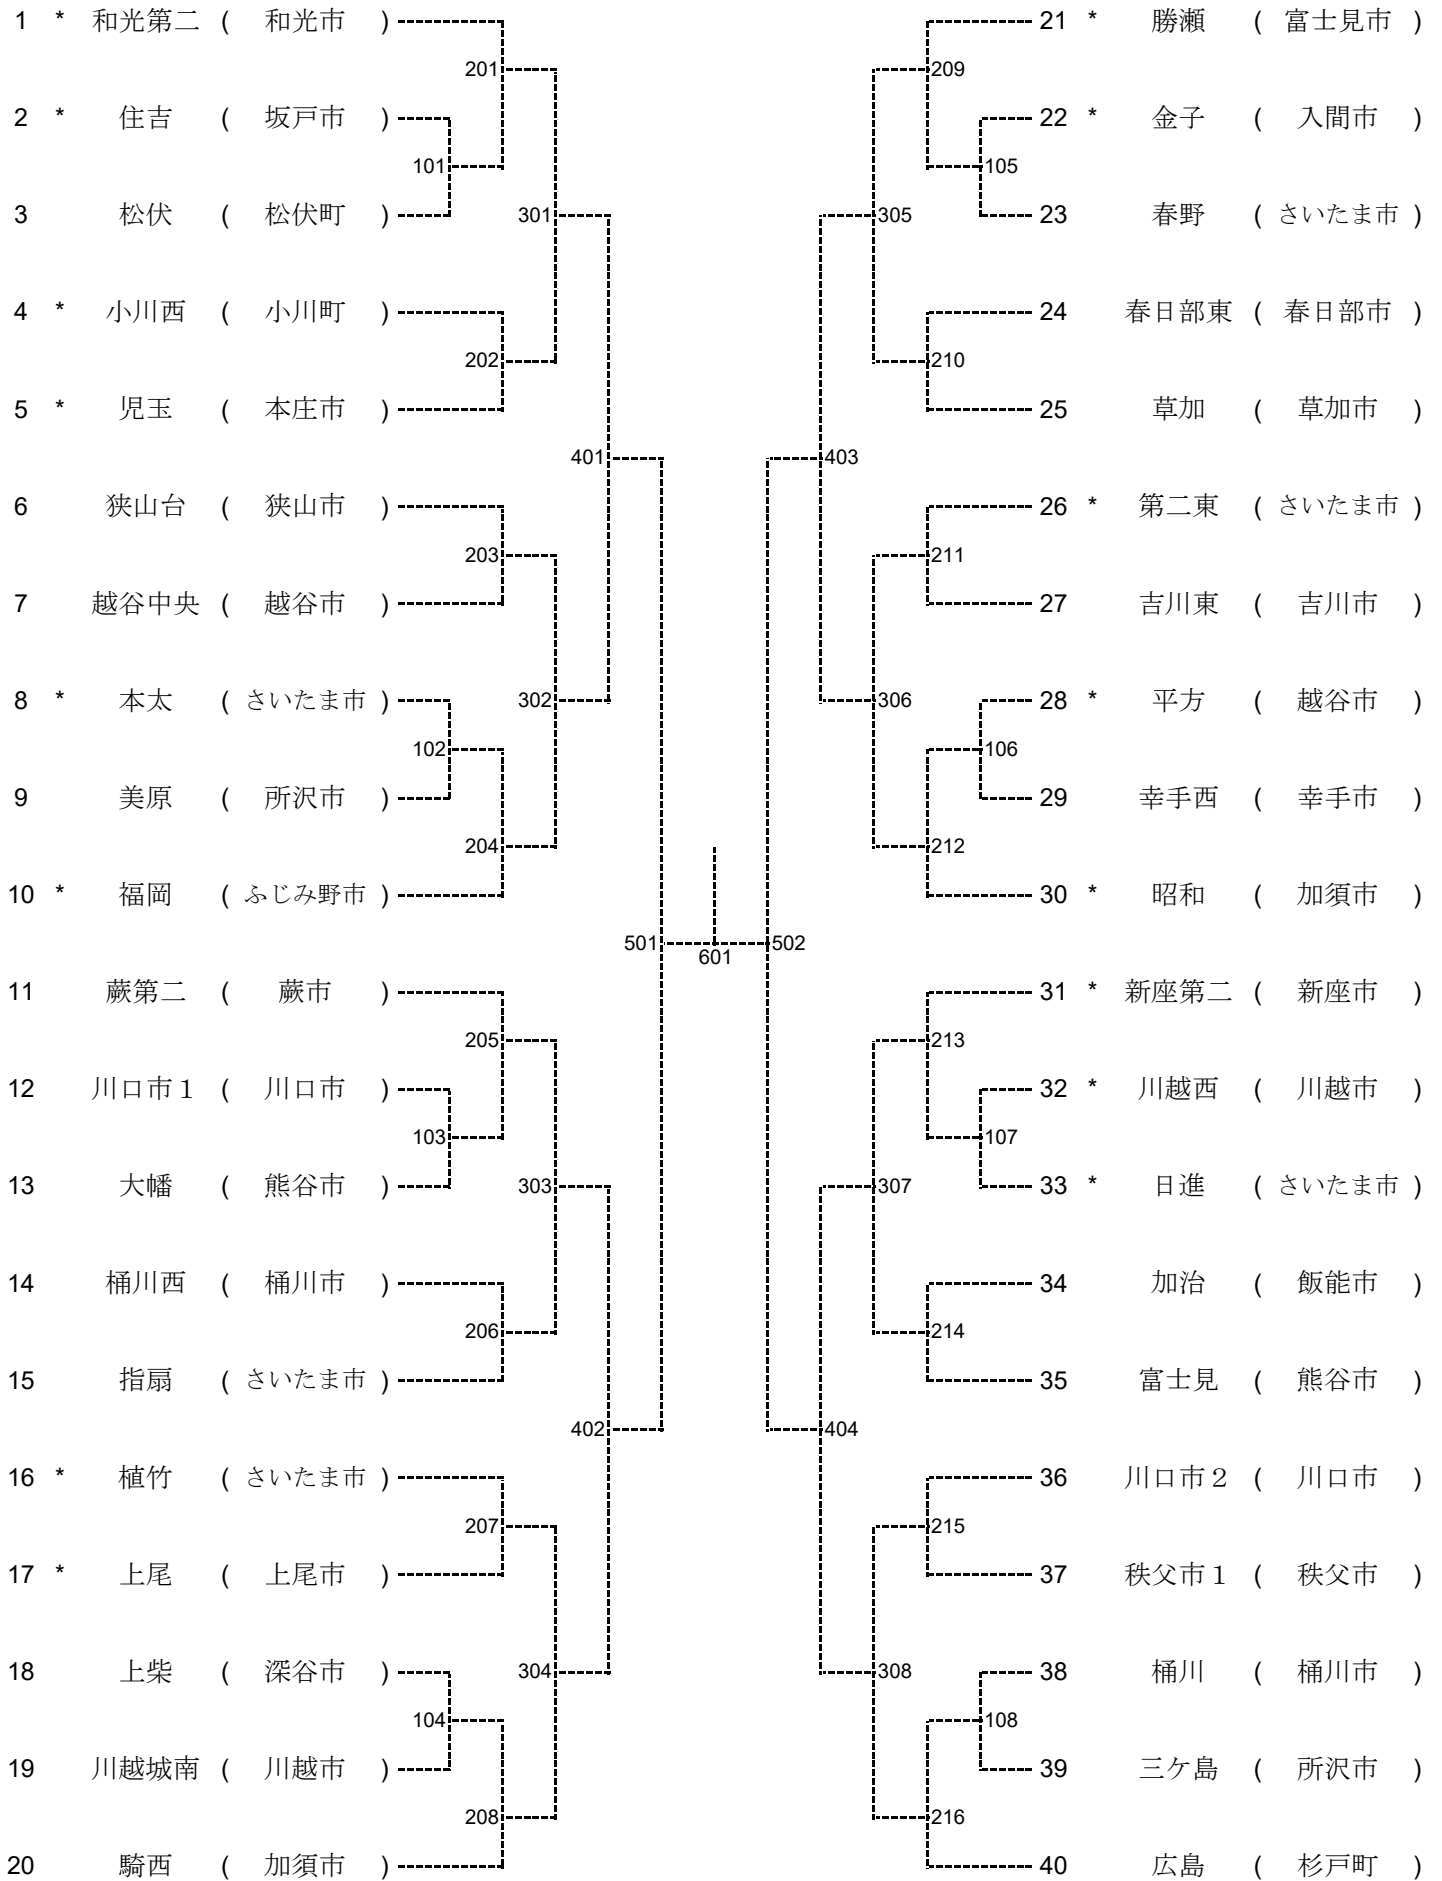 1 * 和光第二 ( 和光市 )
201
2 * 住吉 ( 坂戸市 )
101
3 松伏 ( 松伏町 )
301
4 * 小川西 ( 小川町 )
202
5 * 児玉 ( 本庄市 )
401
6 狭山台 ( 狭山市 )
203
7 越谷中央 ( 越谷市 )
8 * 本太 ( さいたま市 )
302
102
9 美原 ( 所沢市 )
204
10 * 福岡 ( ふじみ野市 )
501
601
11 蕨第二 ( 蕨市 )
205
12 川口市１ ( 川口市 )
103
13 大幡 ( 熊谷市 )
303
14 桶川西 ( 桶川市 )
206
15 指扇 ( さいたま市 )
402
16 * 植竹 ( さいたま市 )
207
17 * 上尾 ( 上尾市 )
18 上柴 ( 深谷市 )
304
104
19 川越城南 ( 川越市 )
208
20 騎西 ( 加須市 )
21 * 勝瀬 ( 富士見市 )
209
22 * 金子 ( 入間市 )
105
305
23 春野 ( さいたま市 )
24 春日部東 ( 春日部市 )
210
25 草加 ( 草加市 )
403
26 * 第二東 ( さいたま市 )
211
27 吉川東 ( 吉川市 )
306
28 * 平方 ( 越谷市 )
106
29 幸手西 ( 幸手市 )
212
30 * 昭和 ( 加須市 )
502
31 * 新座第二 ( 新座市 )
213
32 * 川越西 ( 川越市 )
107
307
33 * 日進 ( さいたま市 )
34 加治 ( 飯能市 )
214
35 富士見 ( 熊谷市 )
404
36 川口市２ ( 川口市 )
215
37 秩父市１ ( 秩父市 )
308
38 桶川 ( 桶川市 )
108
39 三ケ島 ( 所沢市 )
216
40 広島 ( 杉戸町 )